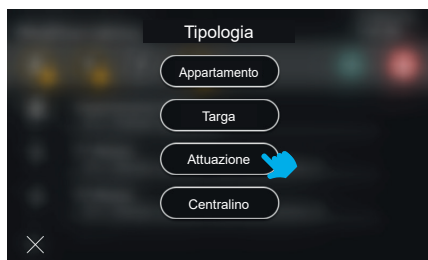 Tipologia
Appartamento
Targa
Attuazione
Centralino